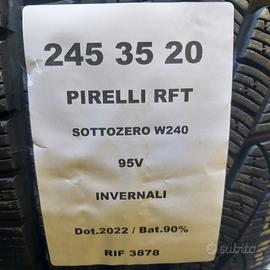 245 35 20
PIRELLI RFT
SOTTOZERO W240
95V
INVERNALI
Dot.2022 / Bat.90%
RIF 3878
subito